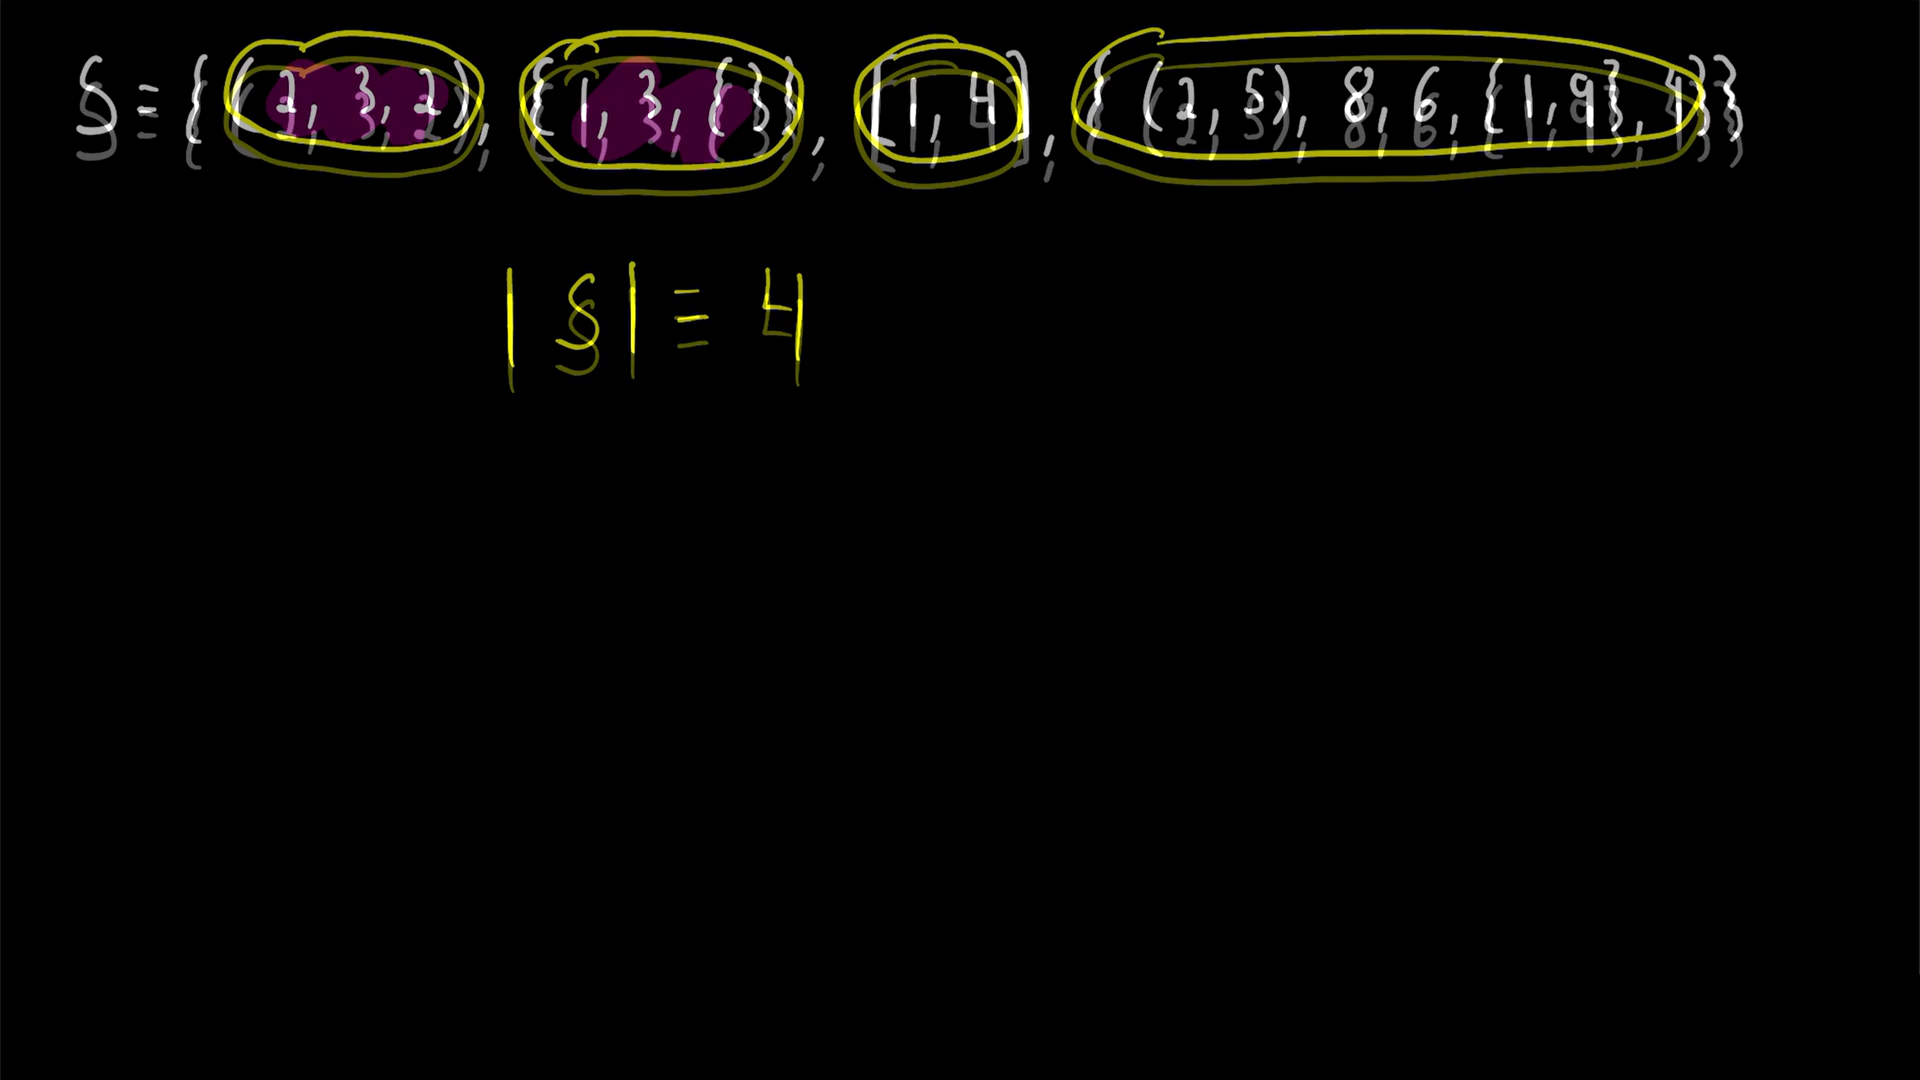 S = { (2, 3, 2), { 1, 3, { } }, [1, 4], { (2, 5), 8, 6, {1, 9}, 4 } }
| S | = 4